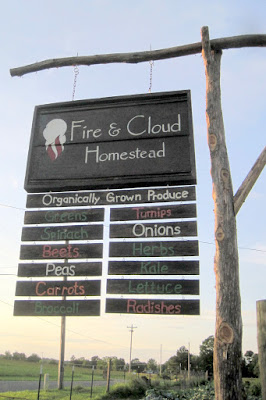 Fire & Cloud
Homestead
Organically Grown Produce
Greens
Turnips
Spinach
Onions
Beets
Herbs
Peas
Kale
Carrots
Lettuce
Broccoli
Radishes